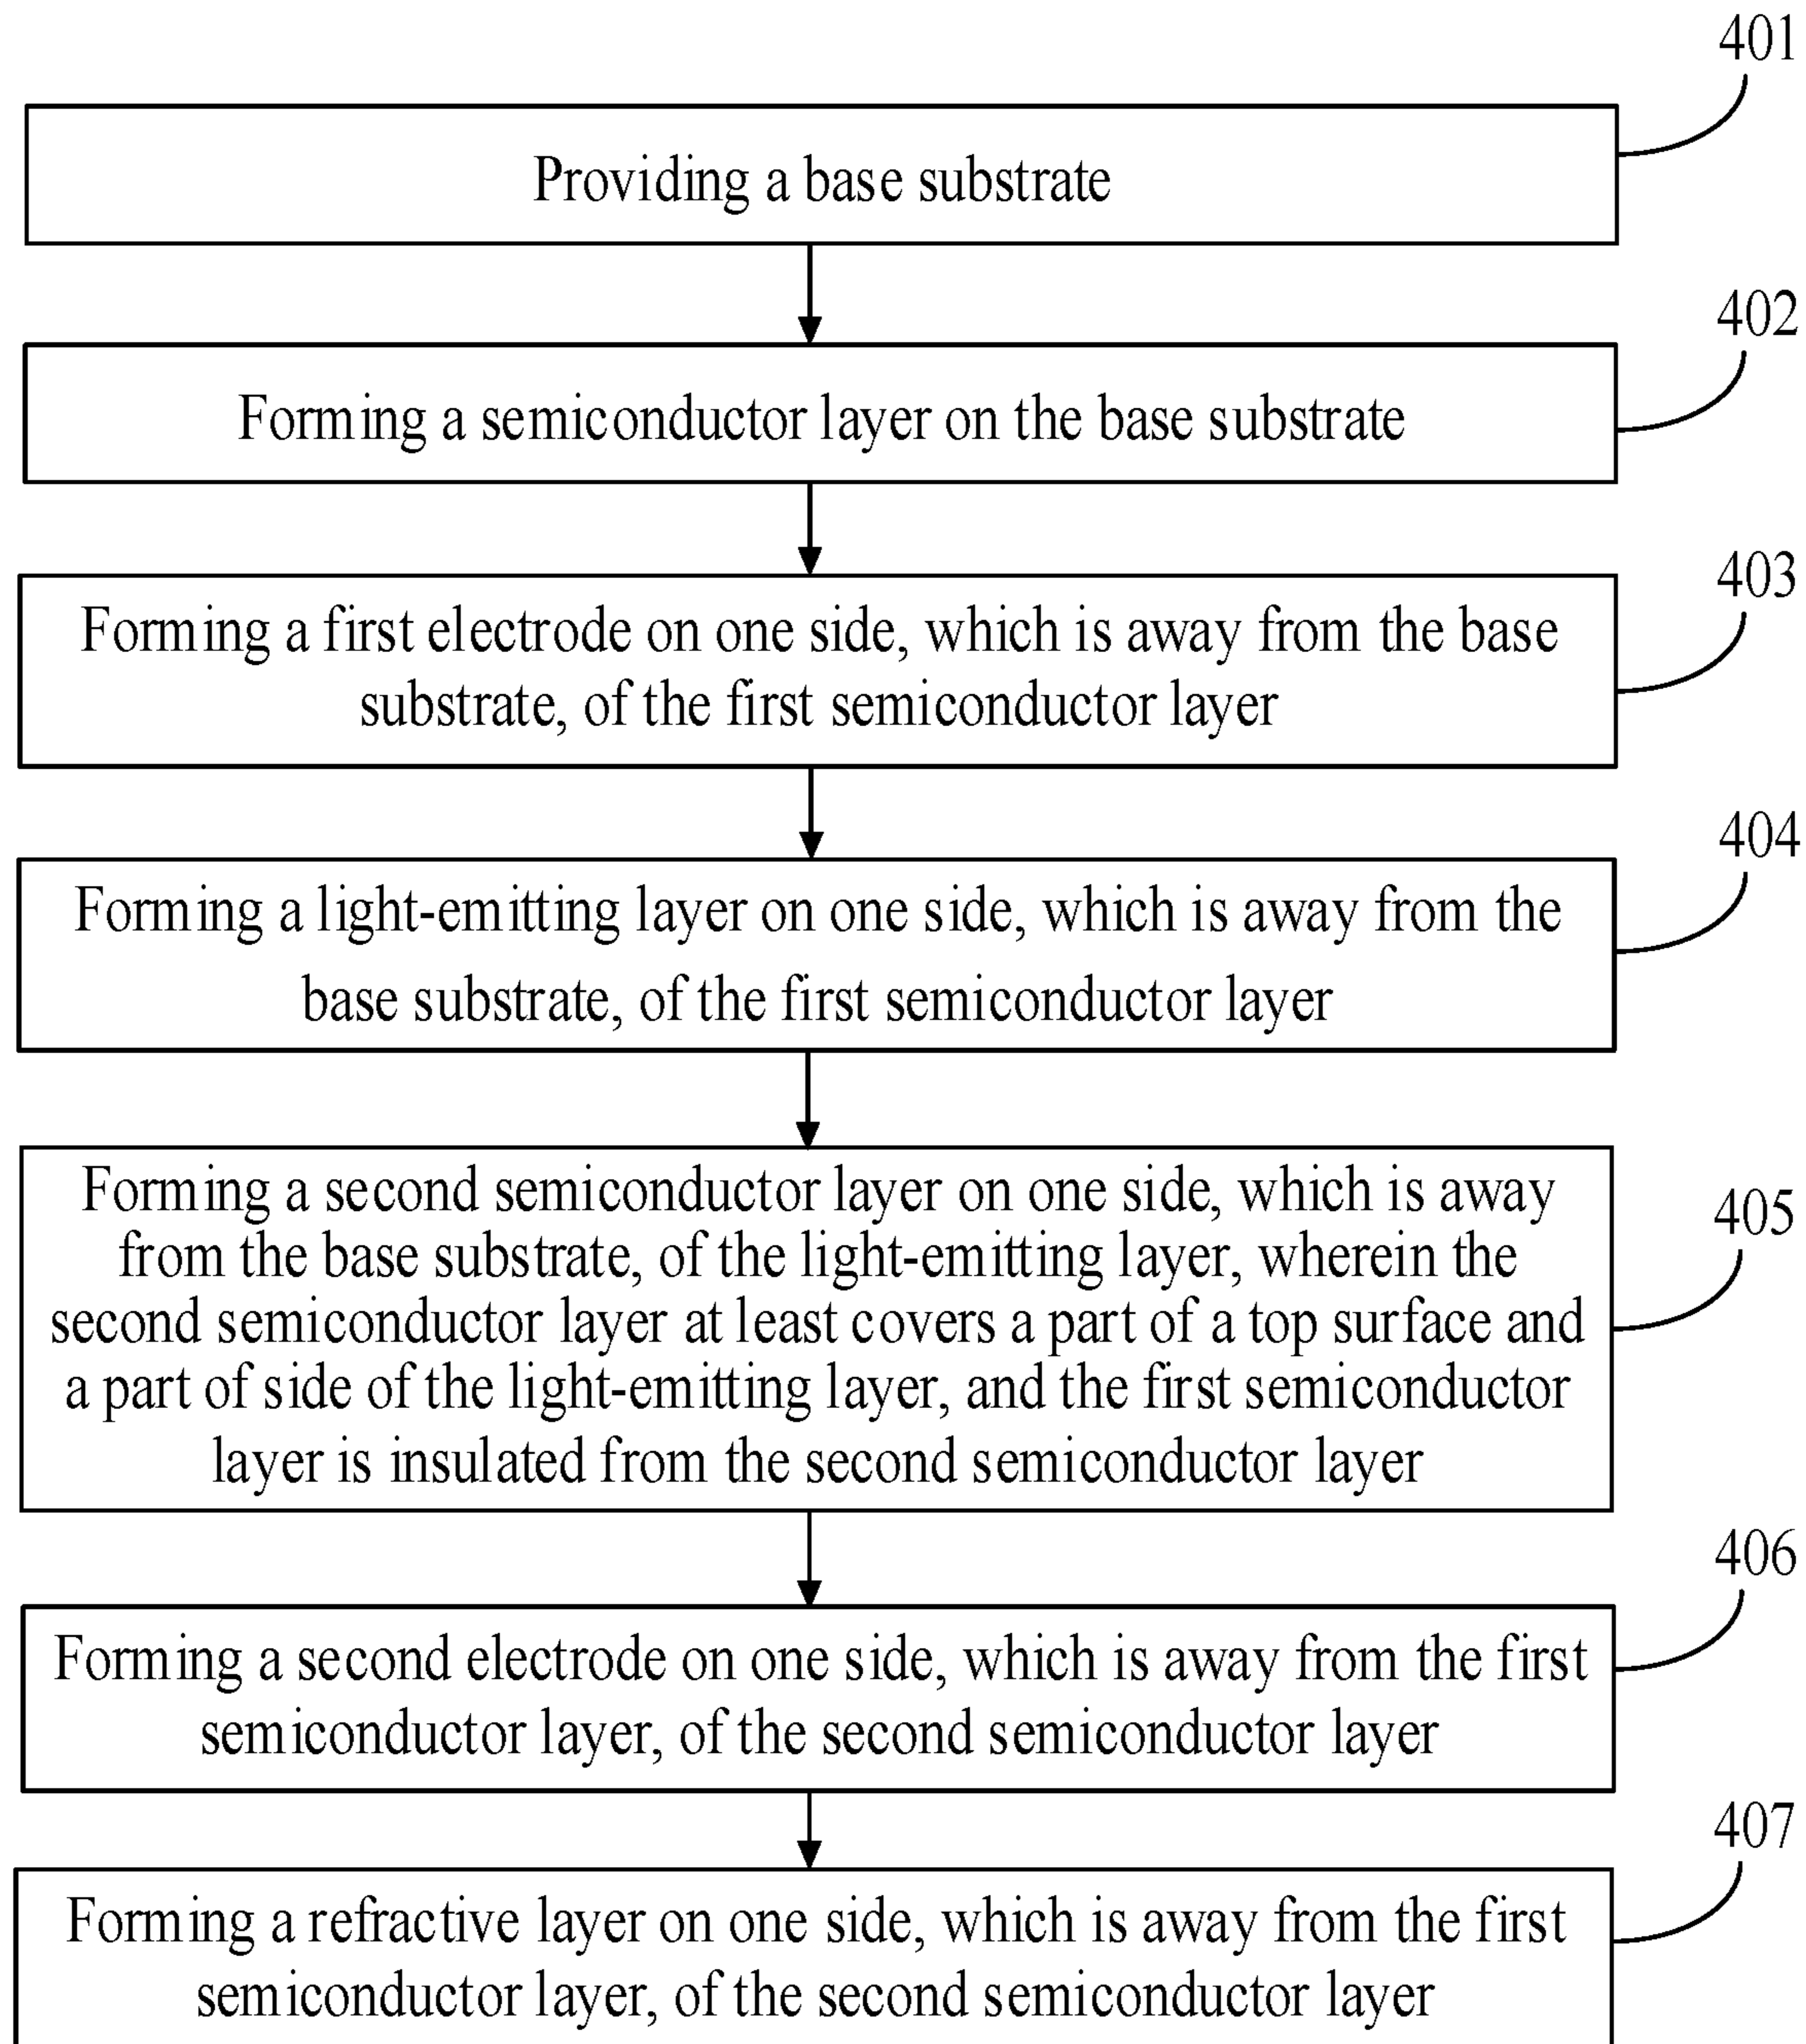 401
Providing a base substrate
402
Forming a semiconductor layer on the base substrate
403
Forming a first electrode on one side, which is away from the base
substrate, of the first semiconductor layer
404
Forming a light-emitting layer on one side, which is away from the
base substrate, of the first semiconductor layer
405
Forming a second semiconductor layer on one side, which is away
from the base substrate, of the light-emitting layer, wherein the
second semiconductor layer at least covers a part of a top surface and
a part of side of the light-emitting layer, and the first semiconductor
layer is insulated from the second semiconductor layer
406
Forming a second electrode on one side, which is away from the first
semiconductor layer, of the second semiconductor layer
407
Forming a refractive layer on one side, which is away from the first
semiconductor layer, of the second semiconductor layer